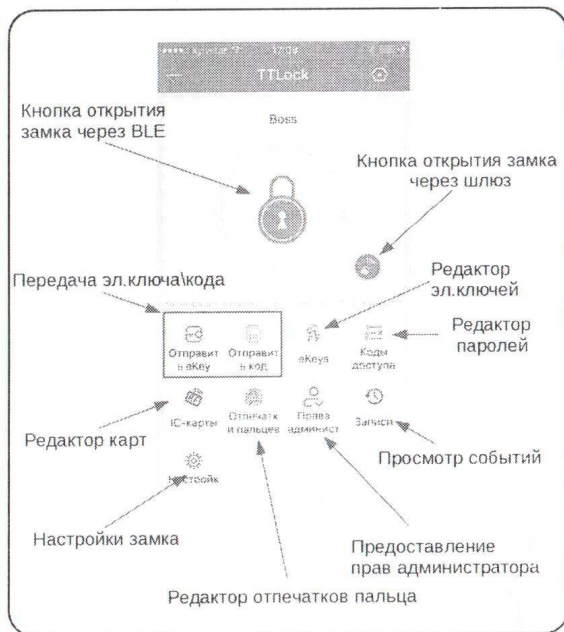 17:09
TTLock
Boss
Кнопка открытия
замка через BLE
Кнопка открытия замка
через шлюз
Передача эл.ключа\кода
Редактор
эл.ключей
Редактор
паролей
Отправит
ь eKey
Отправит
ь код
eKeys
Коды
доступа
IC-карты
Отпечатк
и пальцев
Права
админист
Записи
Редактор карт
Просмотр событий
Настройк
Настройки замка
Предоставление
прав администратора
Редактор отпечатков пальца